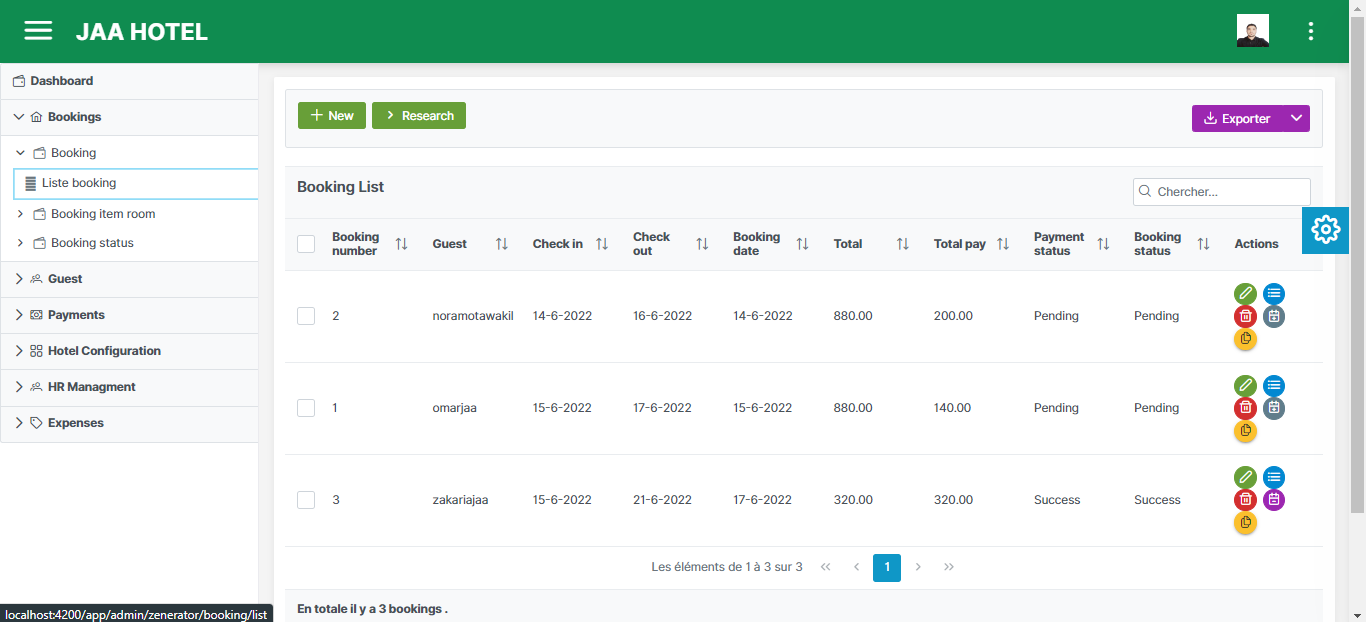 JAA HOTEL
Dashboard
Bookings
Booking
Liste booking
Booking item room
Booking status
Guest
Payments
Hotel Configuration
HR Managment
Expenses
New
Research
Exporter
Booking List
Chercher...
Booking number Guest Check in Check out Booking date Total Total pay Payment status Booking status Actions
2 noramotawakil 14-6-2022 16-6-2022 14-6-2022 880.00 200.00 Pending Pending
1 omarjaa 15-6-2022 17-6-2022 15-6-2022 880.00 140.00 Pending Pending
3 zakariajaa 15-6-2022 21-6-2022 17-6-2022 320.00 320.00 Success Success
Les éléments de 1 à 3 sur 3 1
En totale il y a 3 bookings .
localhost:4200/app/admin/zenerator/booking/list